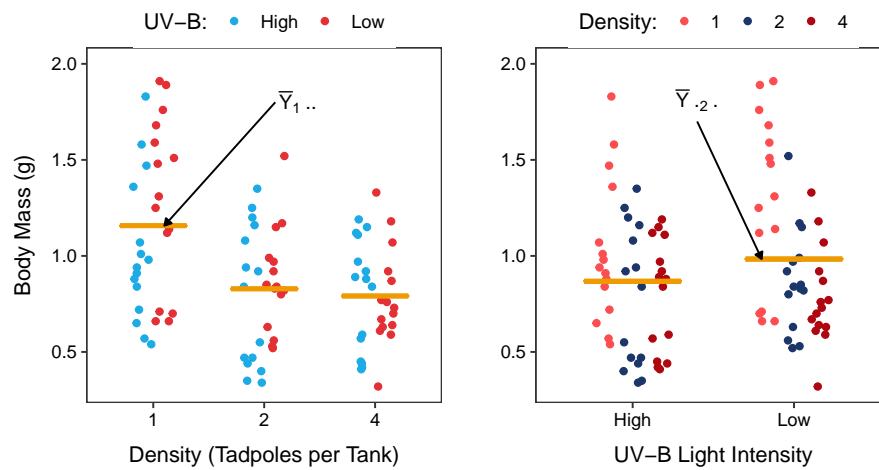 UV−B: High Low
2.0
1.5
1.0
0.5
Body Mass (g)
Y̅₁ ..
1 2 4
Density (Tadpoles per Tank)
Density: 1 2 4
2.0
1.5
1.0
0.5
Y̅ .₂.
High Low
UV−B Light Intensity